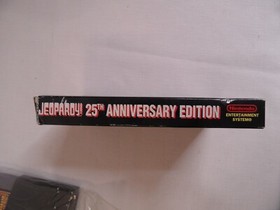 JEOPARDY! 25TH ANNIVERSARY EDITION
Nintendo
ENTERTAINMENT
SYSTEM®